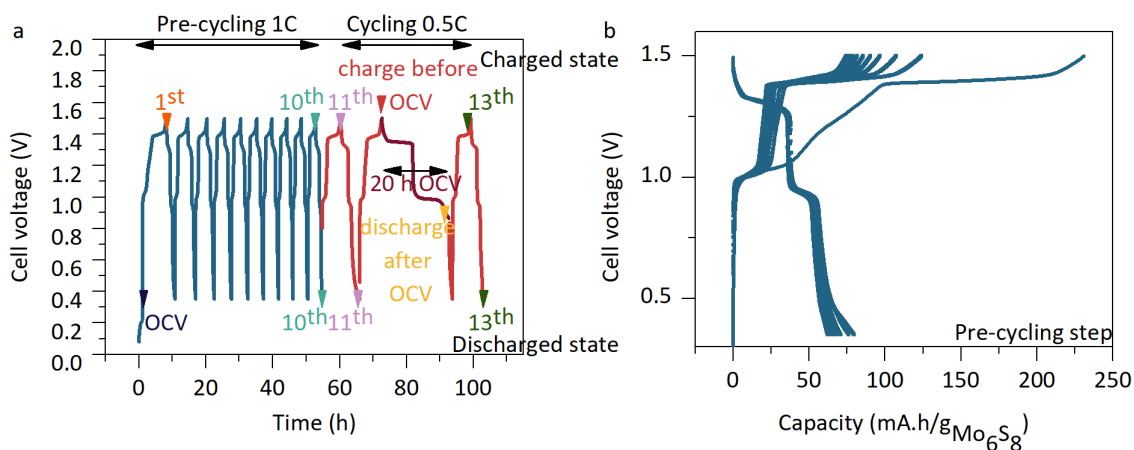 a
Pre-cycling 1C
Cycling 0.5C
2.0
1.8
1.6
1.4
1.2
1.0
0.8
0.6
0.4
0.2
0.0
Cell voltage (V)
charge before
Charged state
1st
10th
11th
OCV
13th
20 h OCV
discharge
after
OCV
OCV
10th
11th
13th
Discharged state
0
20
40
60
80
100
Time (h)
b
1.5
1.0
0.5
Cell voltage (V)
Pre-cycling step
0
50
100
150
200
250
Capacity (mA.h/gMo6S8)